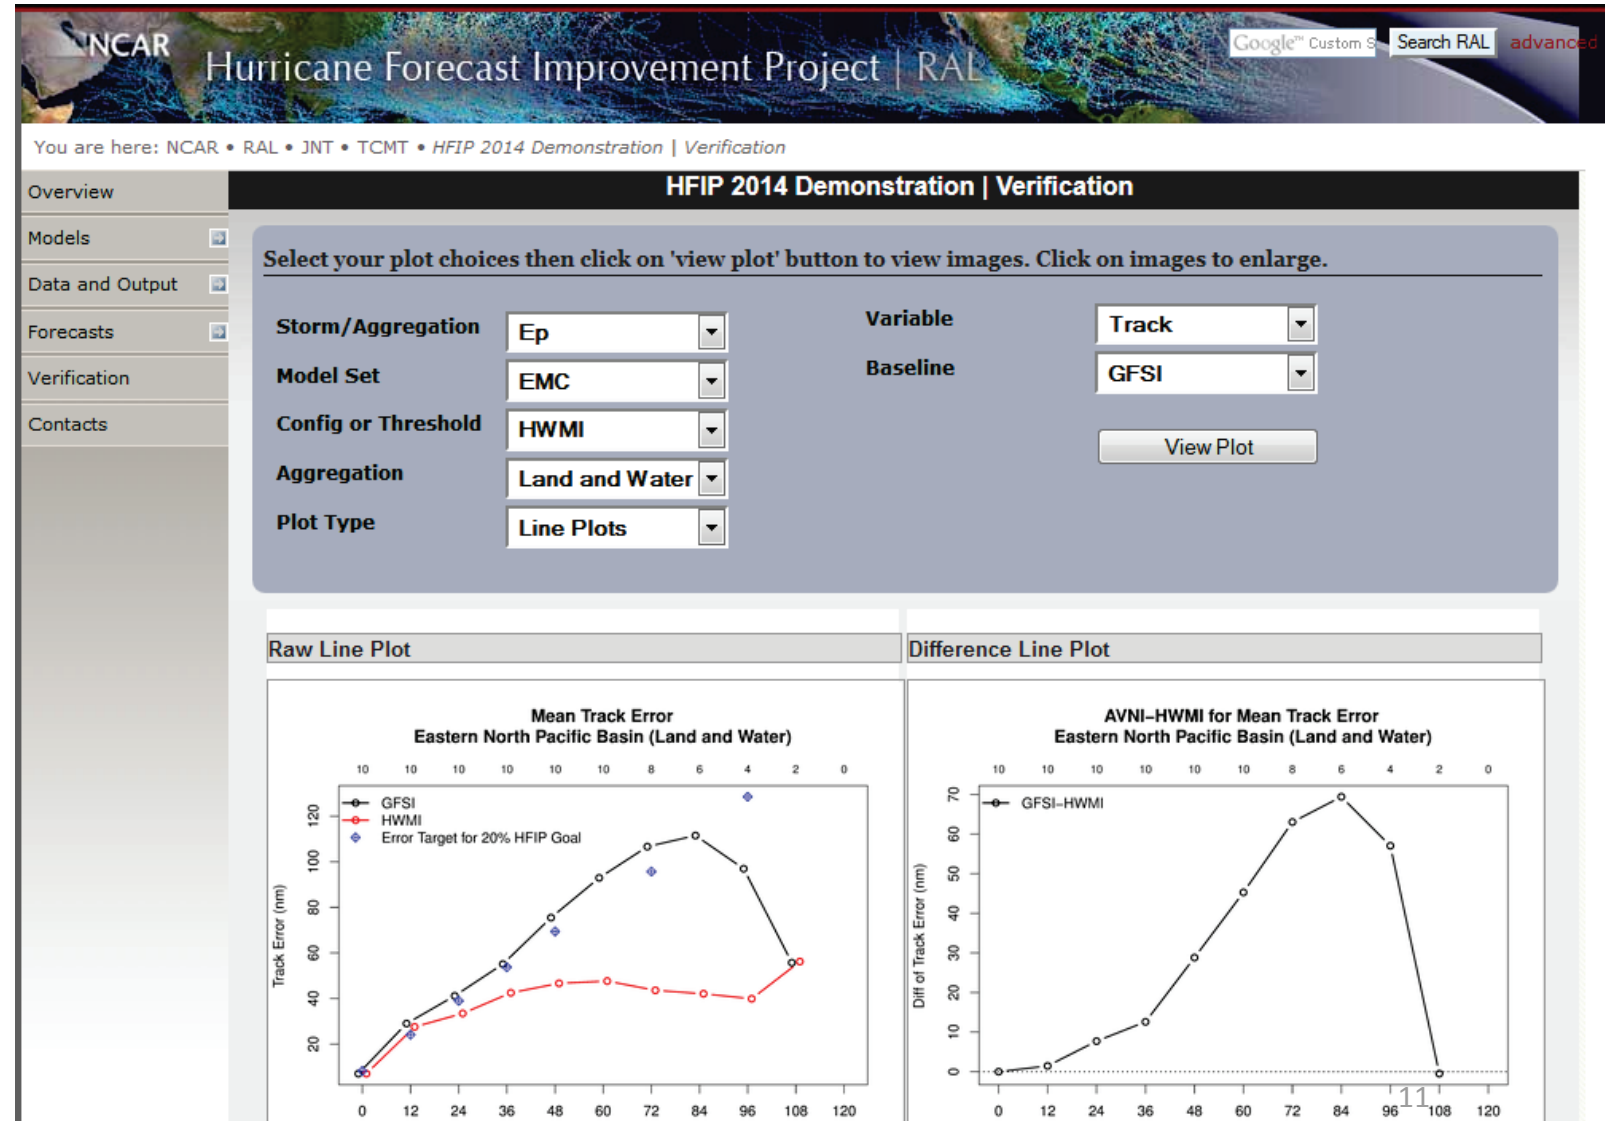 NCAR
Hurricane Forecast Improvement Project | RAL
Google™ Custom S
Search RAL
advanced
You are here: NCAR • RAL • JNT • TCMT • HFIP 2014 Demonstration | Verification
Overview
Models
Data and Output
Forecasts
Verification
Contacts
HFIP 2014 Demonstration | Verification
Select your plot choices then click on 'view plot' button to view images. Click on images to enlarge.
Storm/Aggregation Ep
Model Set EMC
Config or Threshold HWMI
Aggregation Land and Water
Plot Type Line Plots
Variable Track
Baseline GFSI
View Plot
Raw Line Plot
Mean Track Error
Eastern North Pacific Basin (Land and Water)
10 10 10 10 10 10 8 6 4 2 0
GFSI
HWMI
Error Target for 20% HFIP Goal
Track Error (nm)
120
100
80
60
40
20
0 12 24 36 48 60 72 84 96 108 120
Difference Line Plot
AVNI-HWMI for Mean Track Error
Eastern North Pacific Basin (Land and Water)
10 10 10 10 10 10 8 6 4 2 0
GFSI-HWMI
Diff of Track Error (nm)
70
60
50
40
30
20
10
0
0 12 24 36 48 60 72 84 96 108 120
11